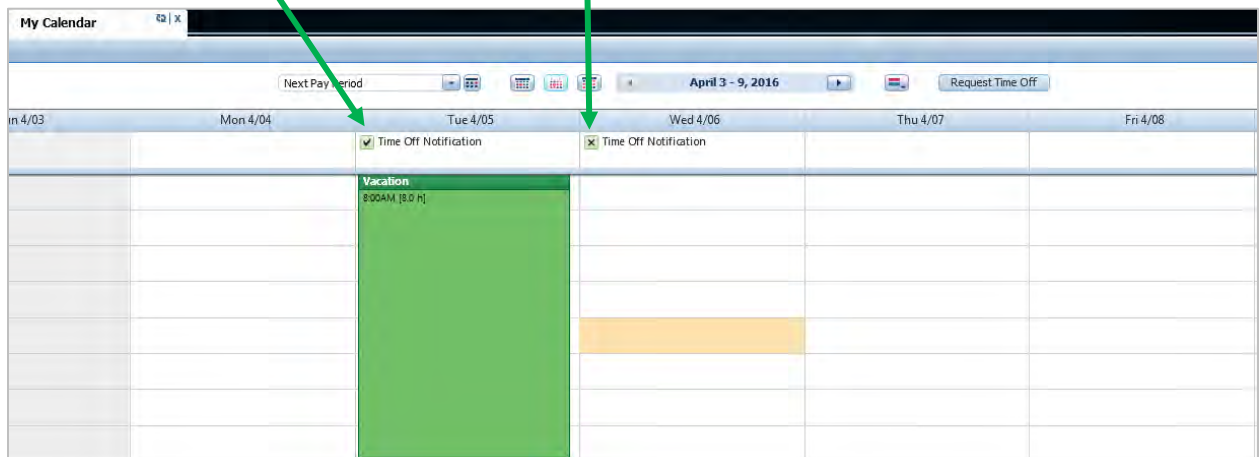 My Calendar
x
Next Pay Period
April 3 - 9, 2016
Request Time Off
n 4/03 Mon 4/04 Tue 4/05 Wed 4/06 Thu 4/07 Fri 4/08
Time Off Notification Time Off Notification
Vacation
8:00AM [8.0 h]